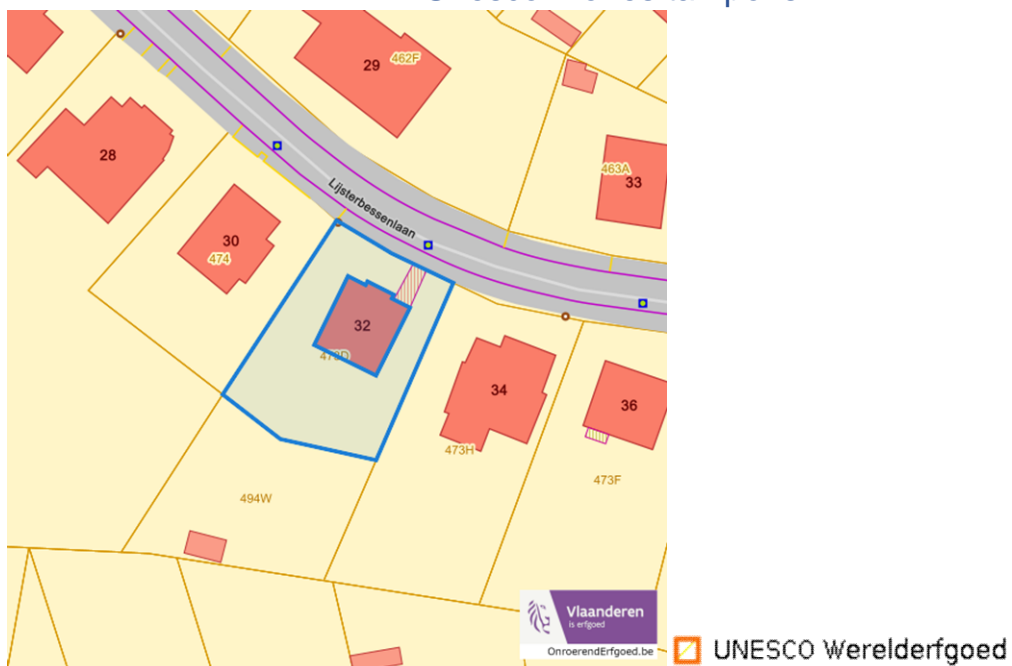 29
462F
28
463A
33
Lijsterbessenlaan
30
474
32
34
36
473H
473F
494W
Vlaanderen
is erfgoed
OnroerendErfgoed.be
UNESCO Werelderfgoed